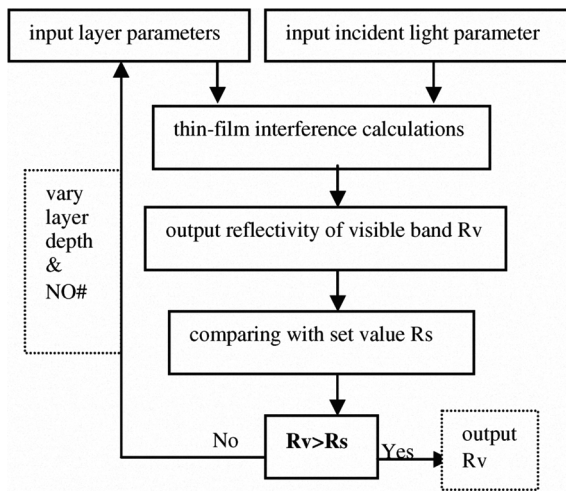 input layer parameters
input incident light parameter
thin-film interference calculations
vary
layer
depth
&
NO#
output reflectivity of visible band Rv
comparing with set value Rs
No
Rv>Rs
Yes
output
Rv